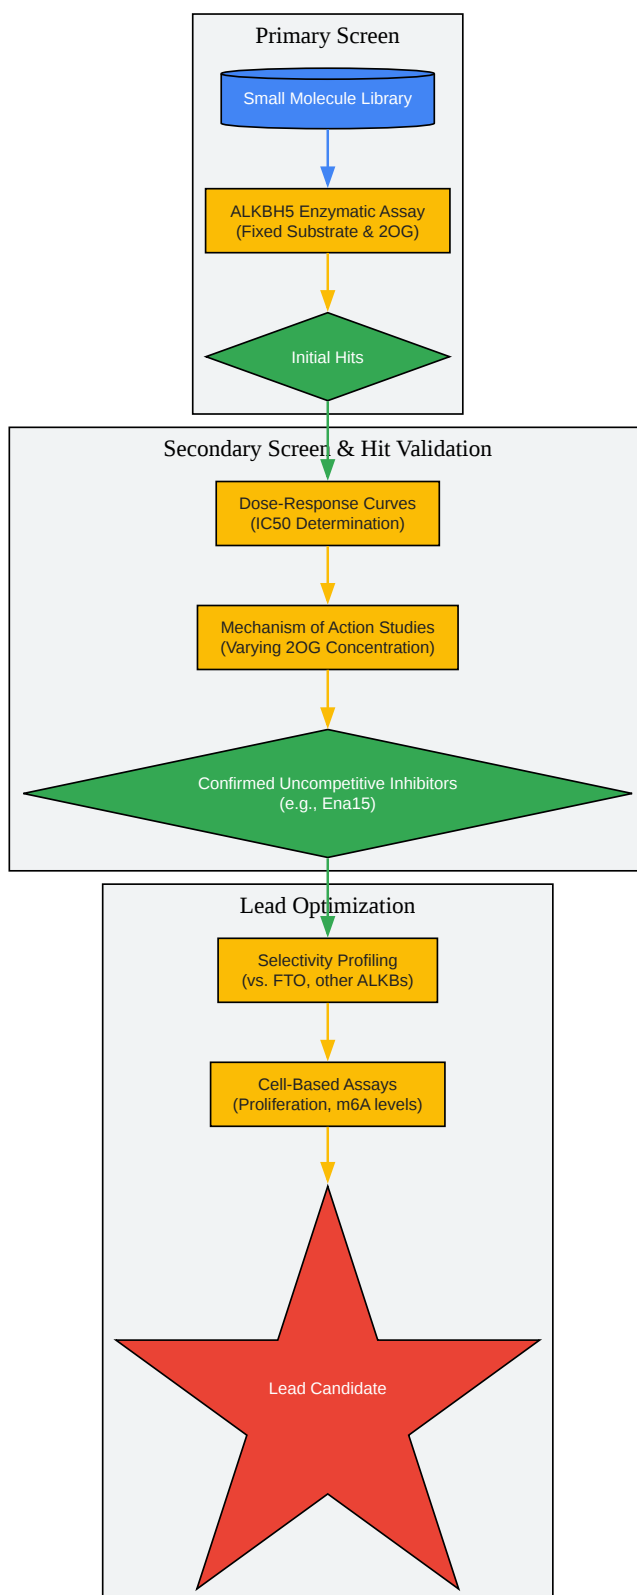 Primary Screen
Small Molecule Library
ALKBH5 Enzymatic Assay
(Fixed Substrate & 2OG)
Initial Hits
Secondary Screen & Hit Validation
Dose-Response Curves
(IC50 Determination)
Mechanism of Action Studies
(Varying 2OG Concentration)
Confirmed Uncompetitive Inhibitors
(e.g., Ena15)
Lead Optimization
Selectivity Profiling
(vs. FTO, other ALKBs)
Cell-Based Assays
(Proliferation, m6A levels)
Lead Candidate